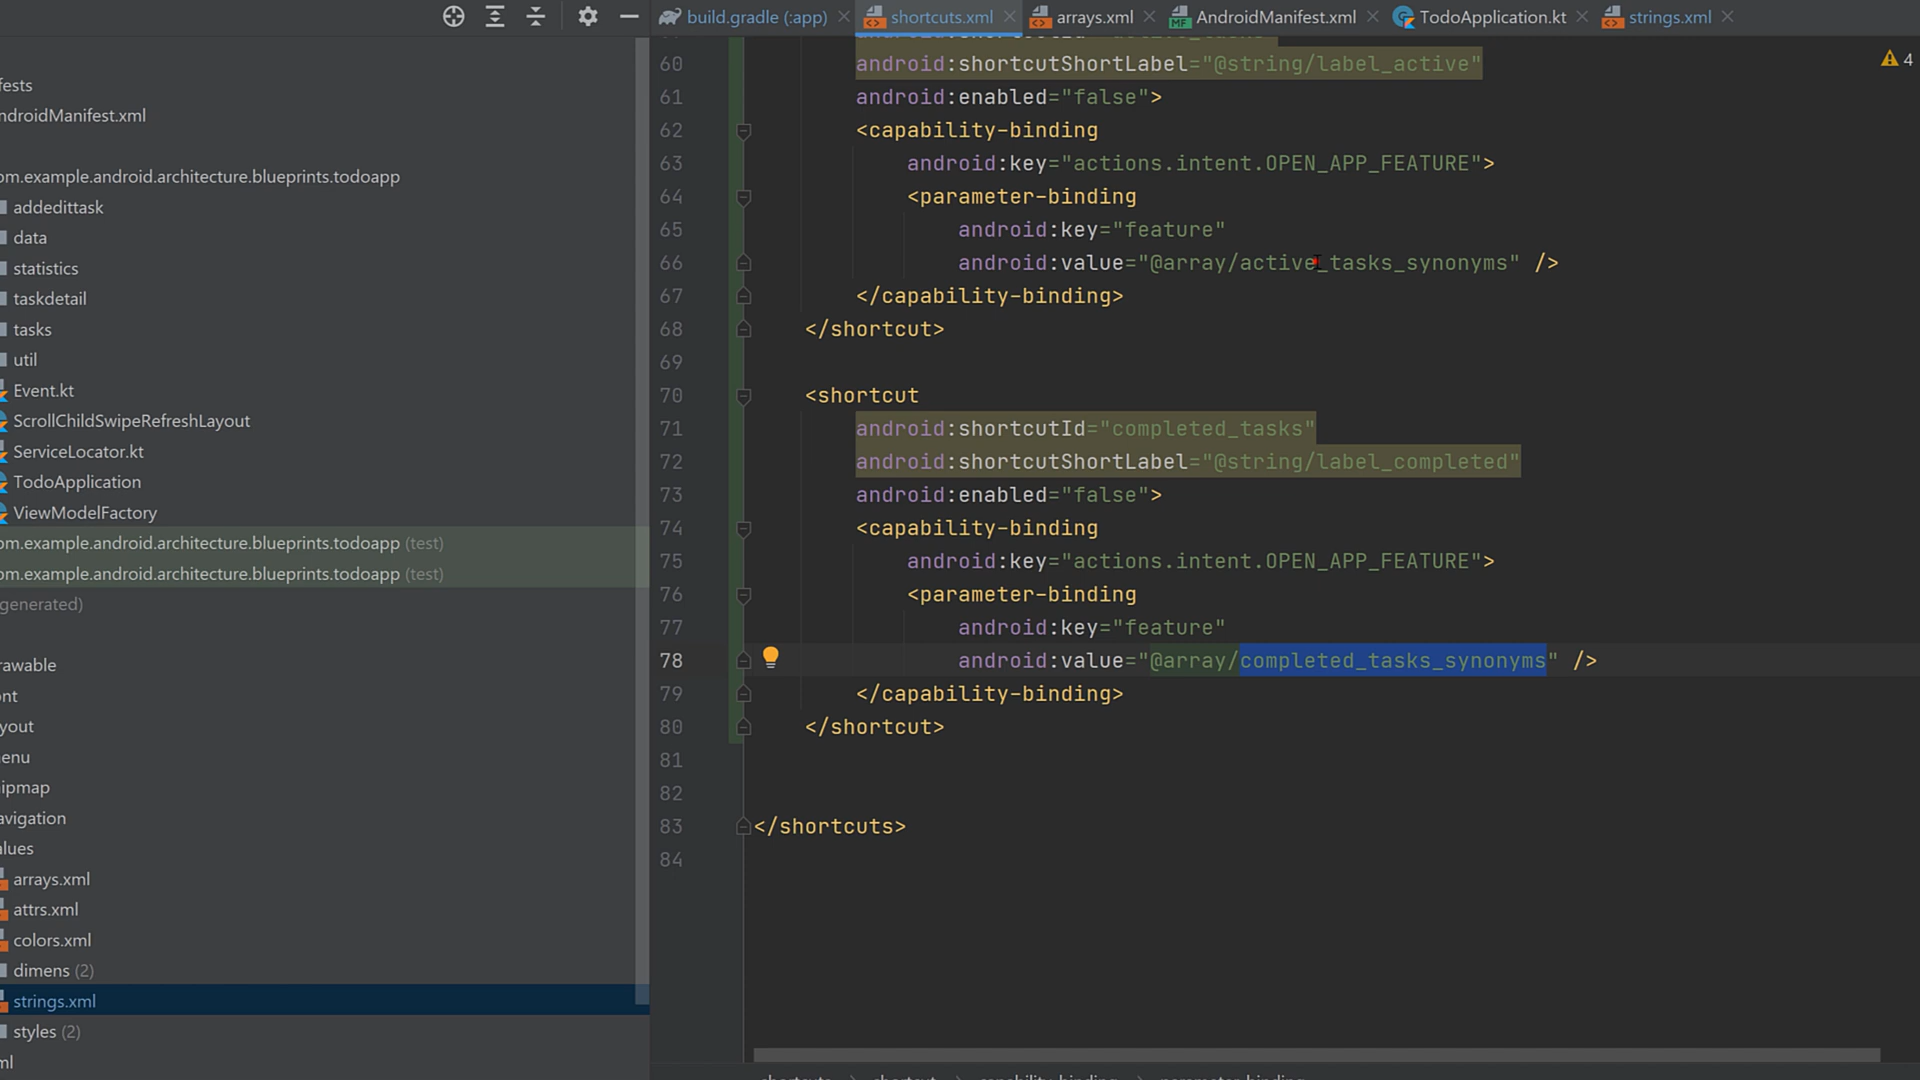 build.gradle (:app)
shortcuts.xml
arrays.xml
AndroidManifest.xml
TodoApplication.kt
strings.xml
4
fests
ndroidManifest.xml
om.example.android.architecture.blueprints.todoapp
addedittask
data
statistics
taskdetail
tasks
util
Event.kt
ScrollChildSwipeRefreshLayout
ServiceLocator.kt
TodoApplication
ViewModelFactory
om.example.android.architecture.blueprints.todoapp (test)
om.example.android.architecture.blueprints.todoapp (test)
generated)
rawable
ont
yout
enu
ipmap
avigation
alues
arrays.xml
attrs.xml
colors.xml
dimens (2)
strings.xml
styles (2)
ml
60 android:shortcutShortLabel="@string/label_active"
61 android:enabled="false">
62 <capability-binding
63 android:key="actions.intent.OPEN_APP_FEATURE">
64 <parameter-binding
65 android:key="feature"
66 android:value="@array/active_tasks_synonyms" />
67 </capability-binding>
68 </shortcut>
69
70 <shortcut
71 android:shortcutId="completed_tasks"
72 android:shortcutShortLabel="@string/label_completed"
73 android:enabled="false">
74 <capability-binding
75 android:key="actions.intent.OPEN_APP_FEATURE">
76 <parameter-binding
77 android:key="feature"
78 android:value="@array/completed_tasks_synonyms" />
79 </capability-binding>
80 </shortcut>
81
82
83 </shortcuts>
84